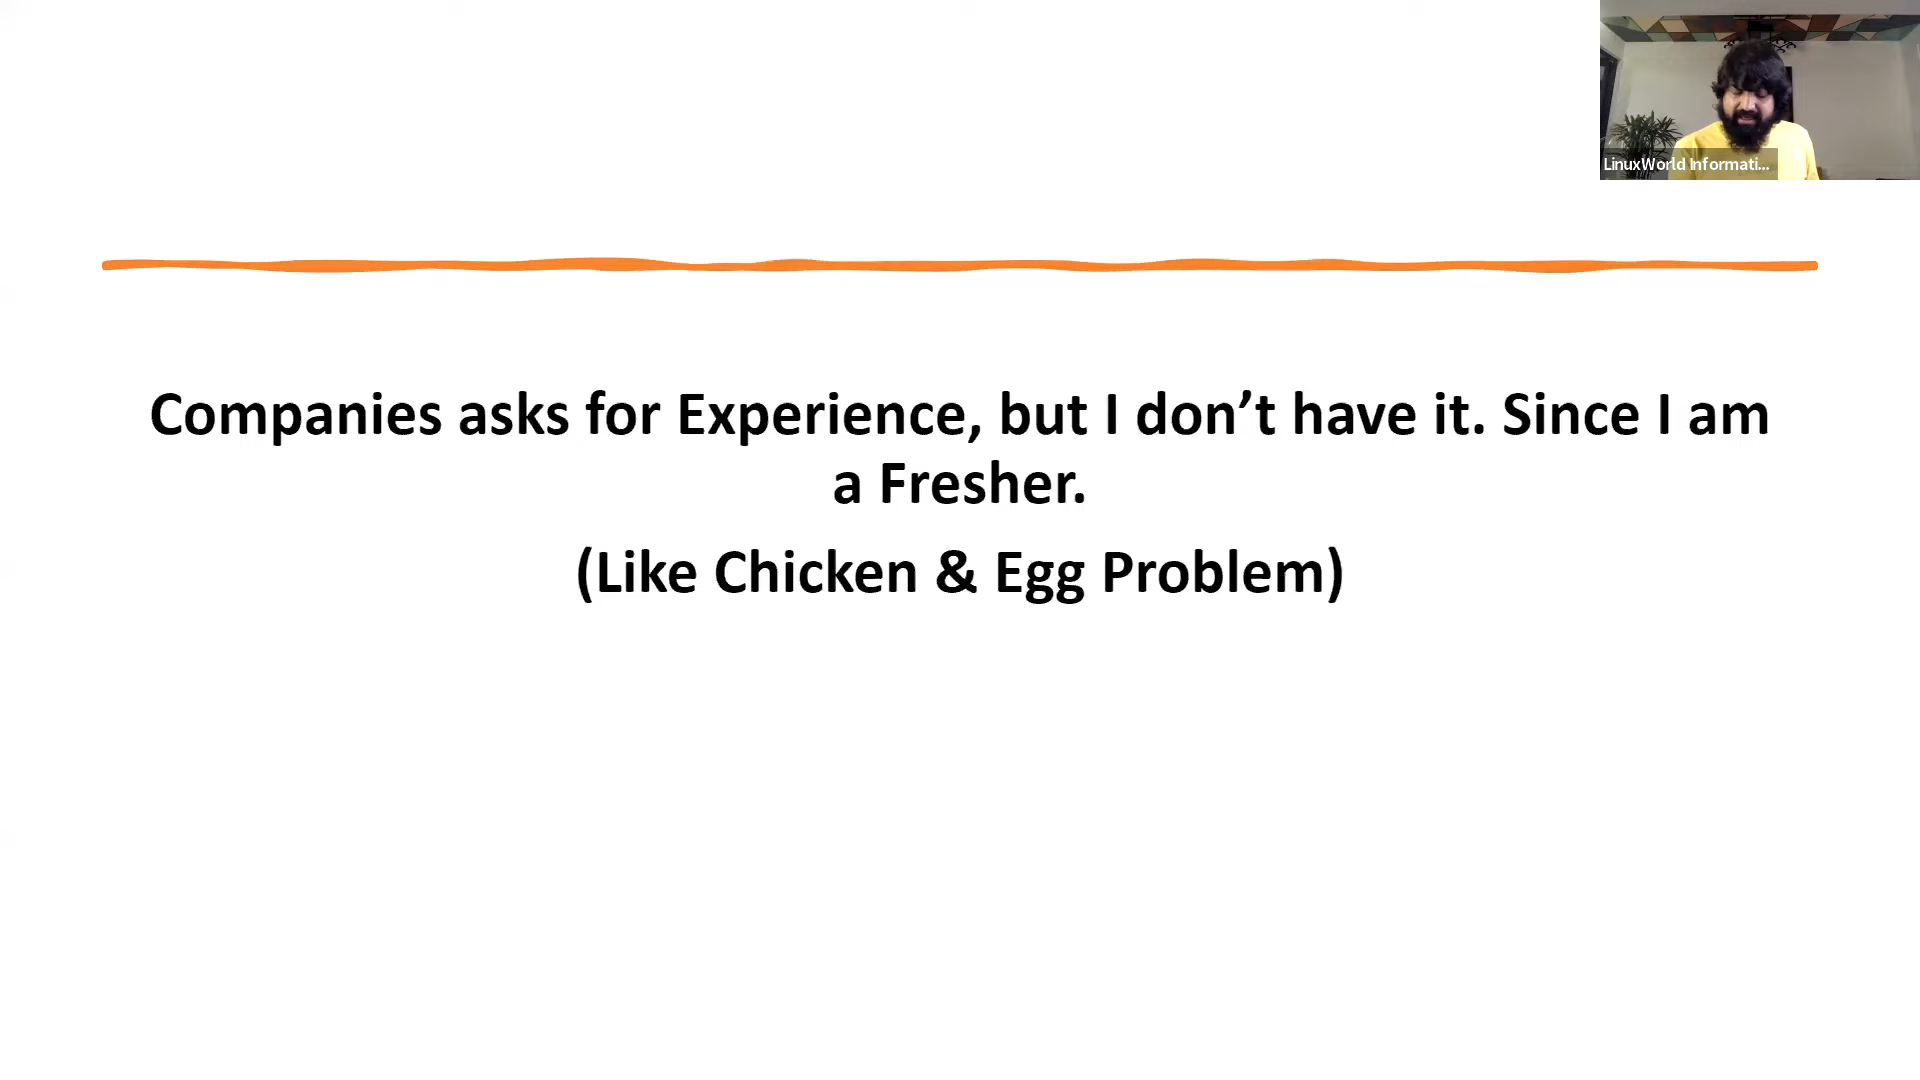 LinuxWorld Informati...
Companies asks for Experience, but I don’t have it. Since I am
a Fresher.
(Like Chicken & Egg Problem)